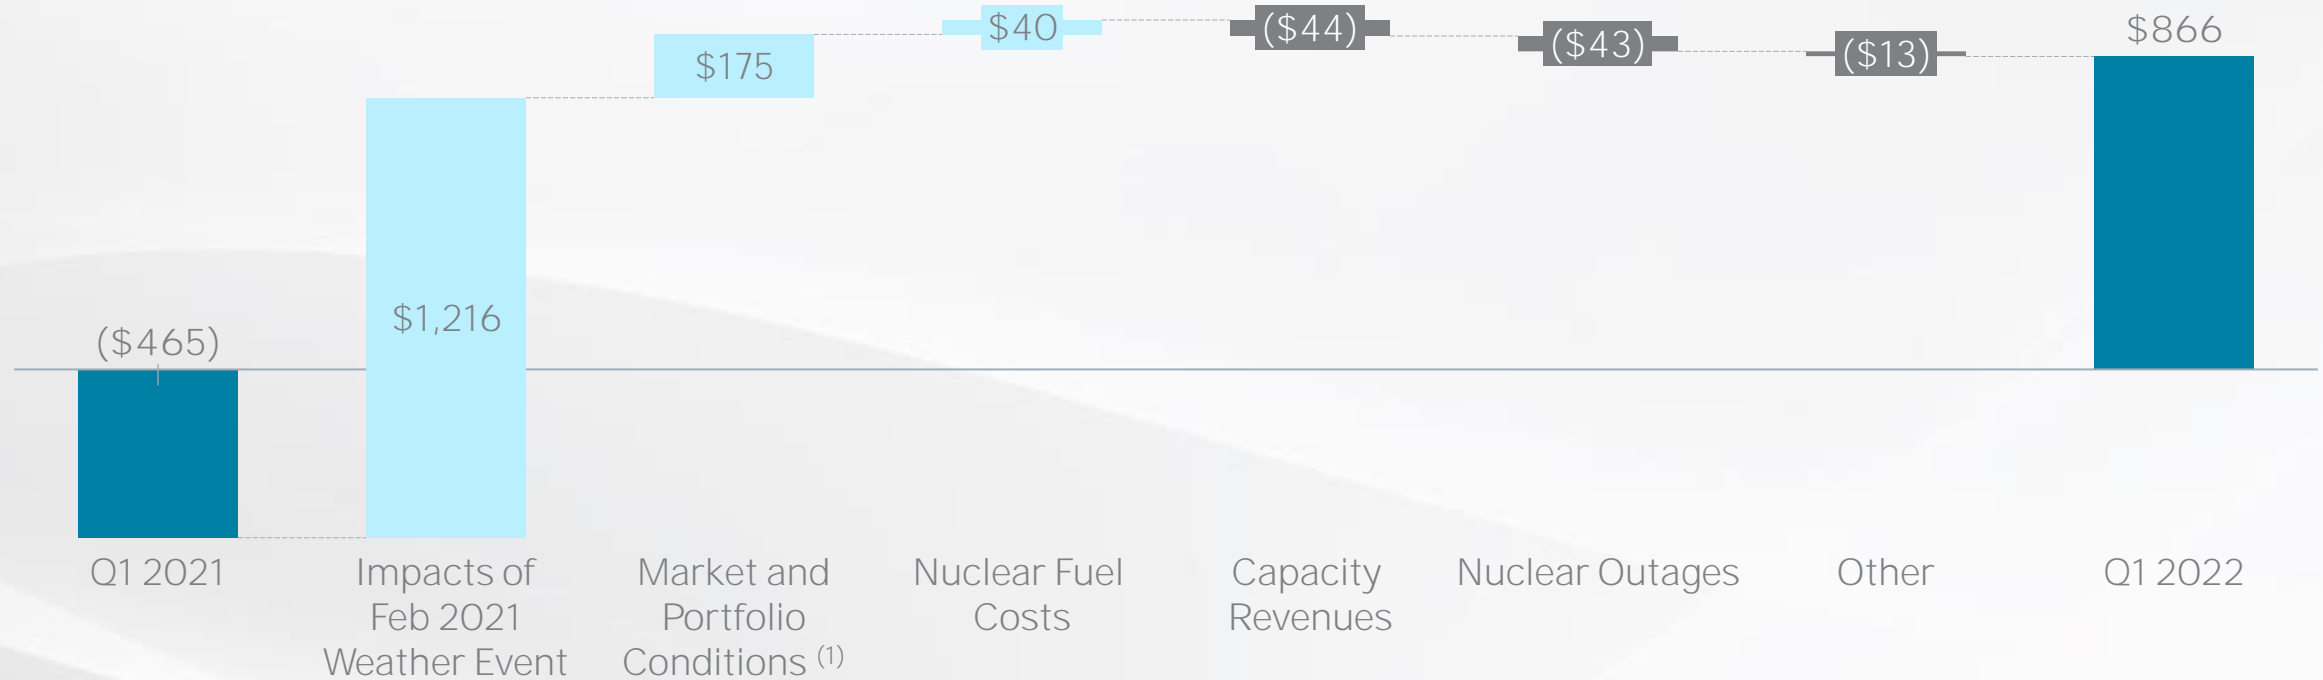 $40
($44)
($43)
($13)
$866
$175
$1,216
($465)
Q1 2021
Impacts of
Feb 2021
Weather Event
Market and
Portfolio
Conditions (1)
Nuclear Fuel
Costs
Capacity
Revenues
Nuclear Outages
Other
Q1 2022